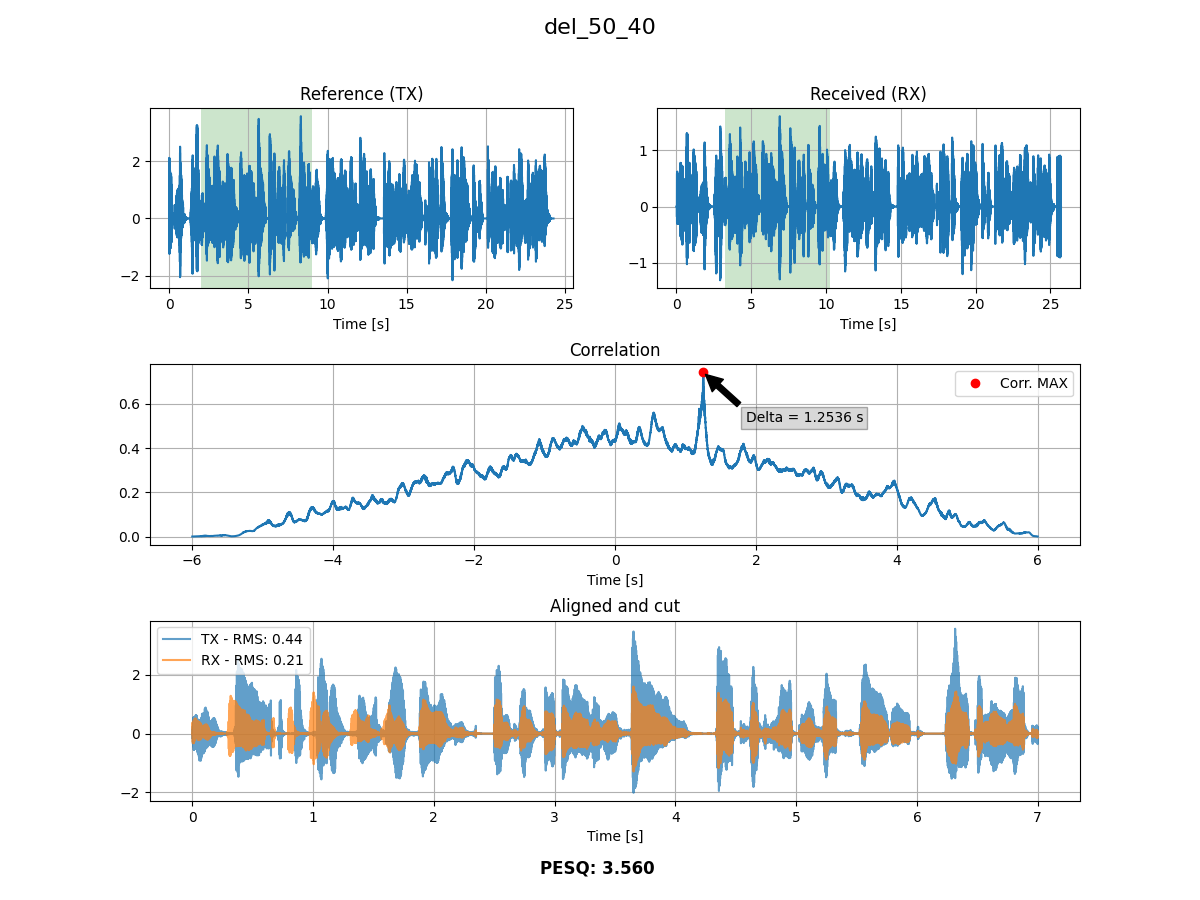 del_50_40
Reference (TX)
2
0
−2
0 5 10 15 20 25
Time [s]
Received (RX)
1
0
−1
0 5 10 15 20 25
Time [s]
Correlation
0.6
0.4
0.2
0.0
Corr. MAX
Delta = 1.2536 s
−6 −4 −2 0 2 4 6
Time [s]
Aligned and cut
TX - RMS: 0.44
RX - RMS: 0.21
2
0
−2
0 1 2 3 4 5 6 7
Time [s]
PESQ: 3.560